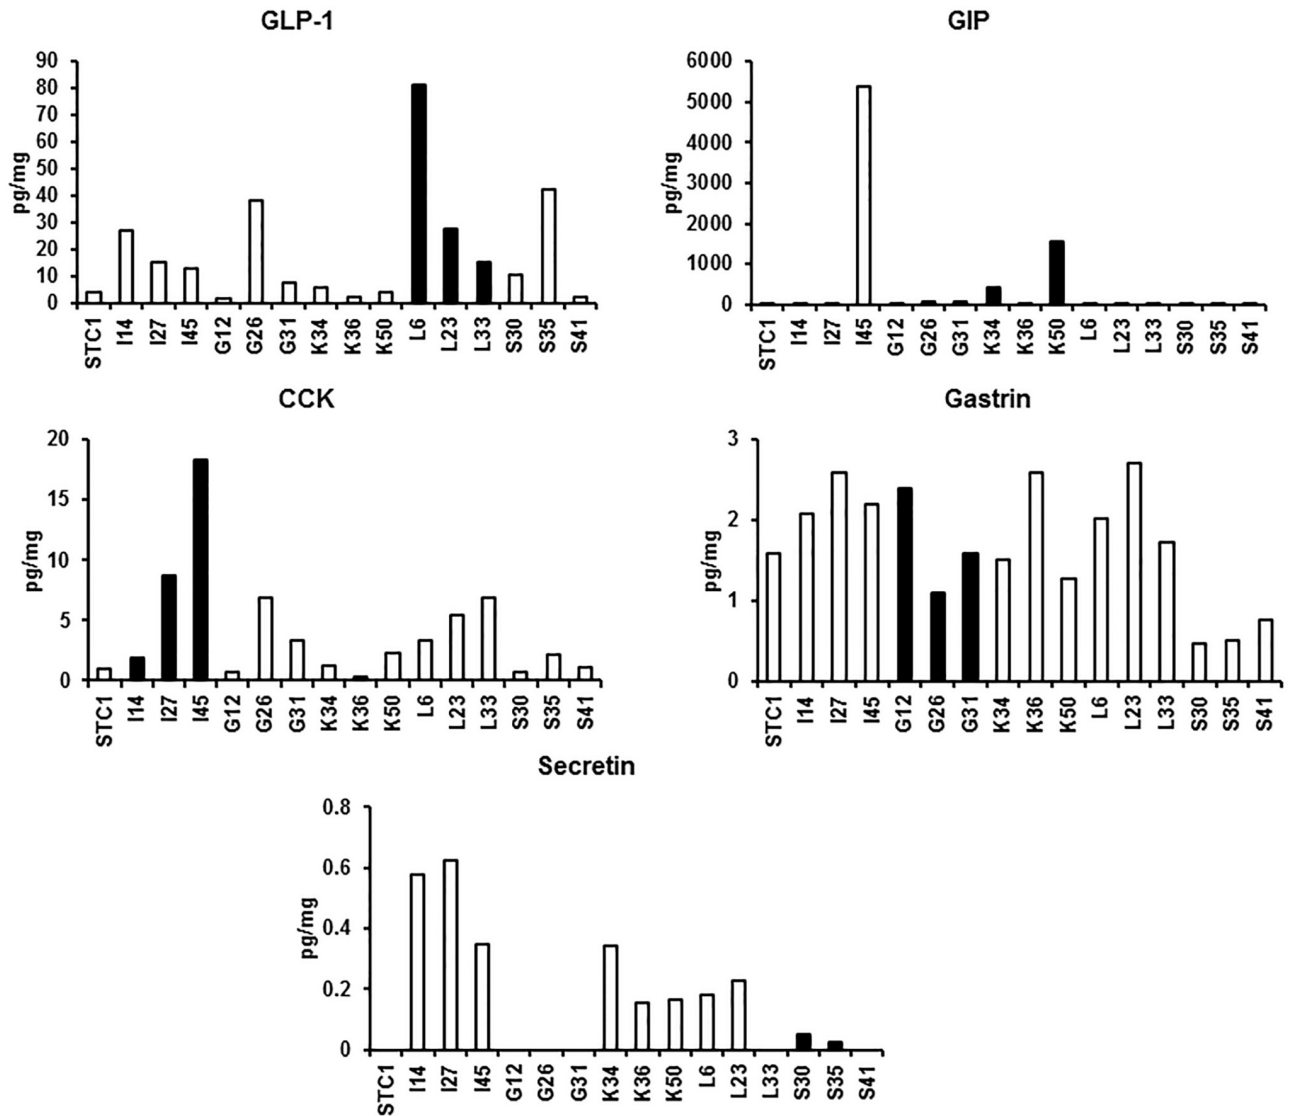 GLP-1
pg/mg
90
80
70
60
50
40
30
20
10
0
STC1 I14 I27 I45 G12 G26 G31 K34 K36 K50 L6 L23 L33 S30 S35 S41
GIP
pg/mg
6000
5000
4000
3000
2000
1000
0
STC1 I14 I27 I45 G12 G26 G31 K34 K36 K50 L6 L23 L33 S30 S35 S41
CCK
pg/mg
20
15
10
5
0
STC1 I14 I27 I45 G12 G26 G31 K34 K36 K50 L6 L23 L33 S30 S35 S41
Gastrin
pg/mg
3
2
1
0
STC1 I14 I27 I45 G12 G26 G31 K34 K36 K50 L6 L23 L33 S30 S35 S41
Secretin
pg/mg
0.8
0.6
0.4
0.2
0
STC1 I14 I27 I45 G12 G26 G31 K34 K36 K50 L6 L23 L33 S30 S35 S41